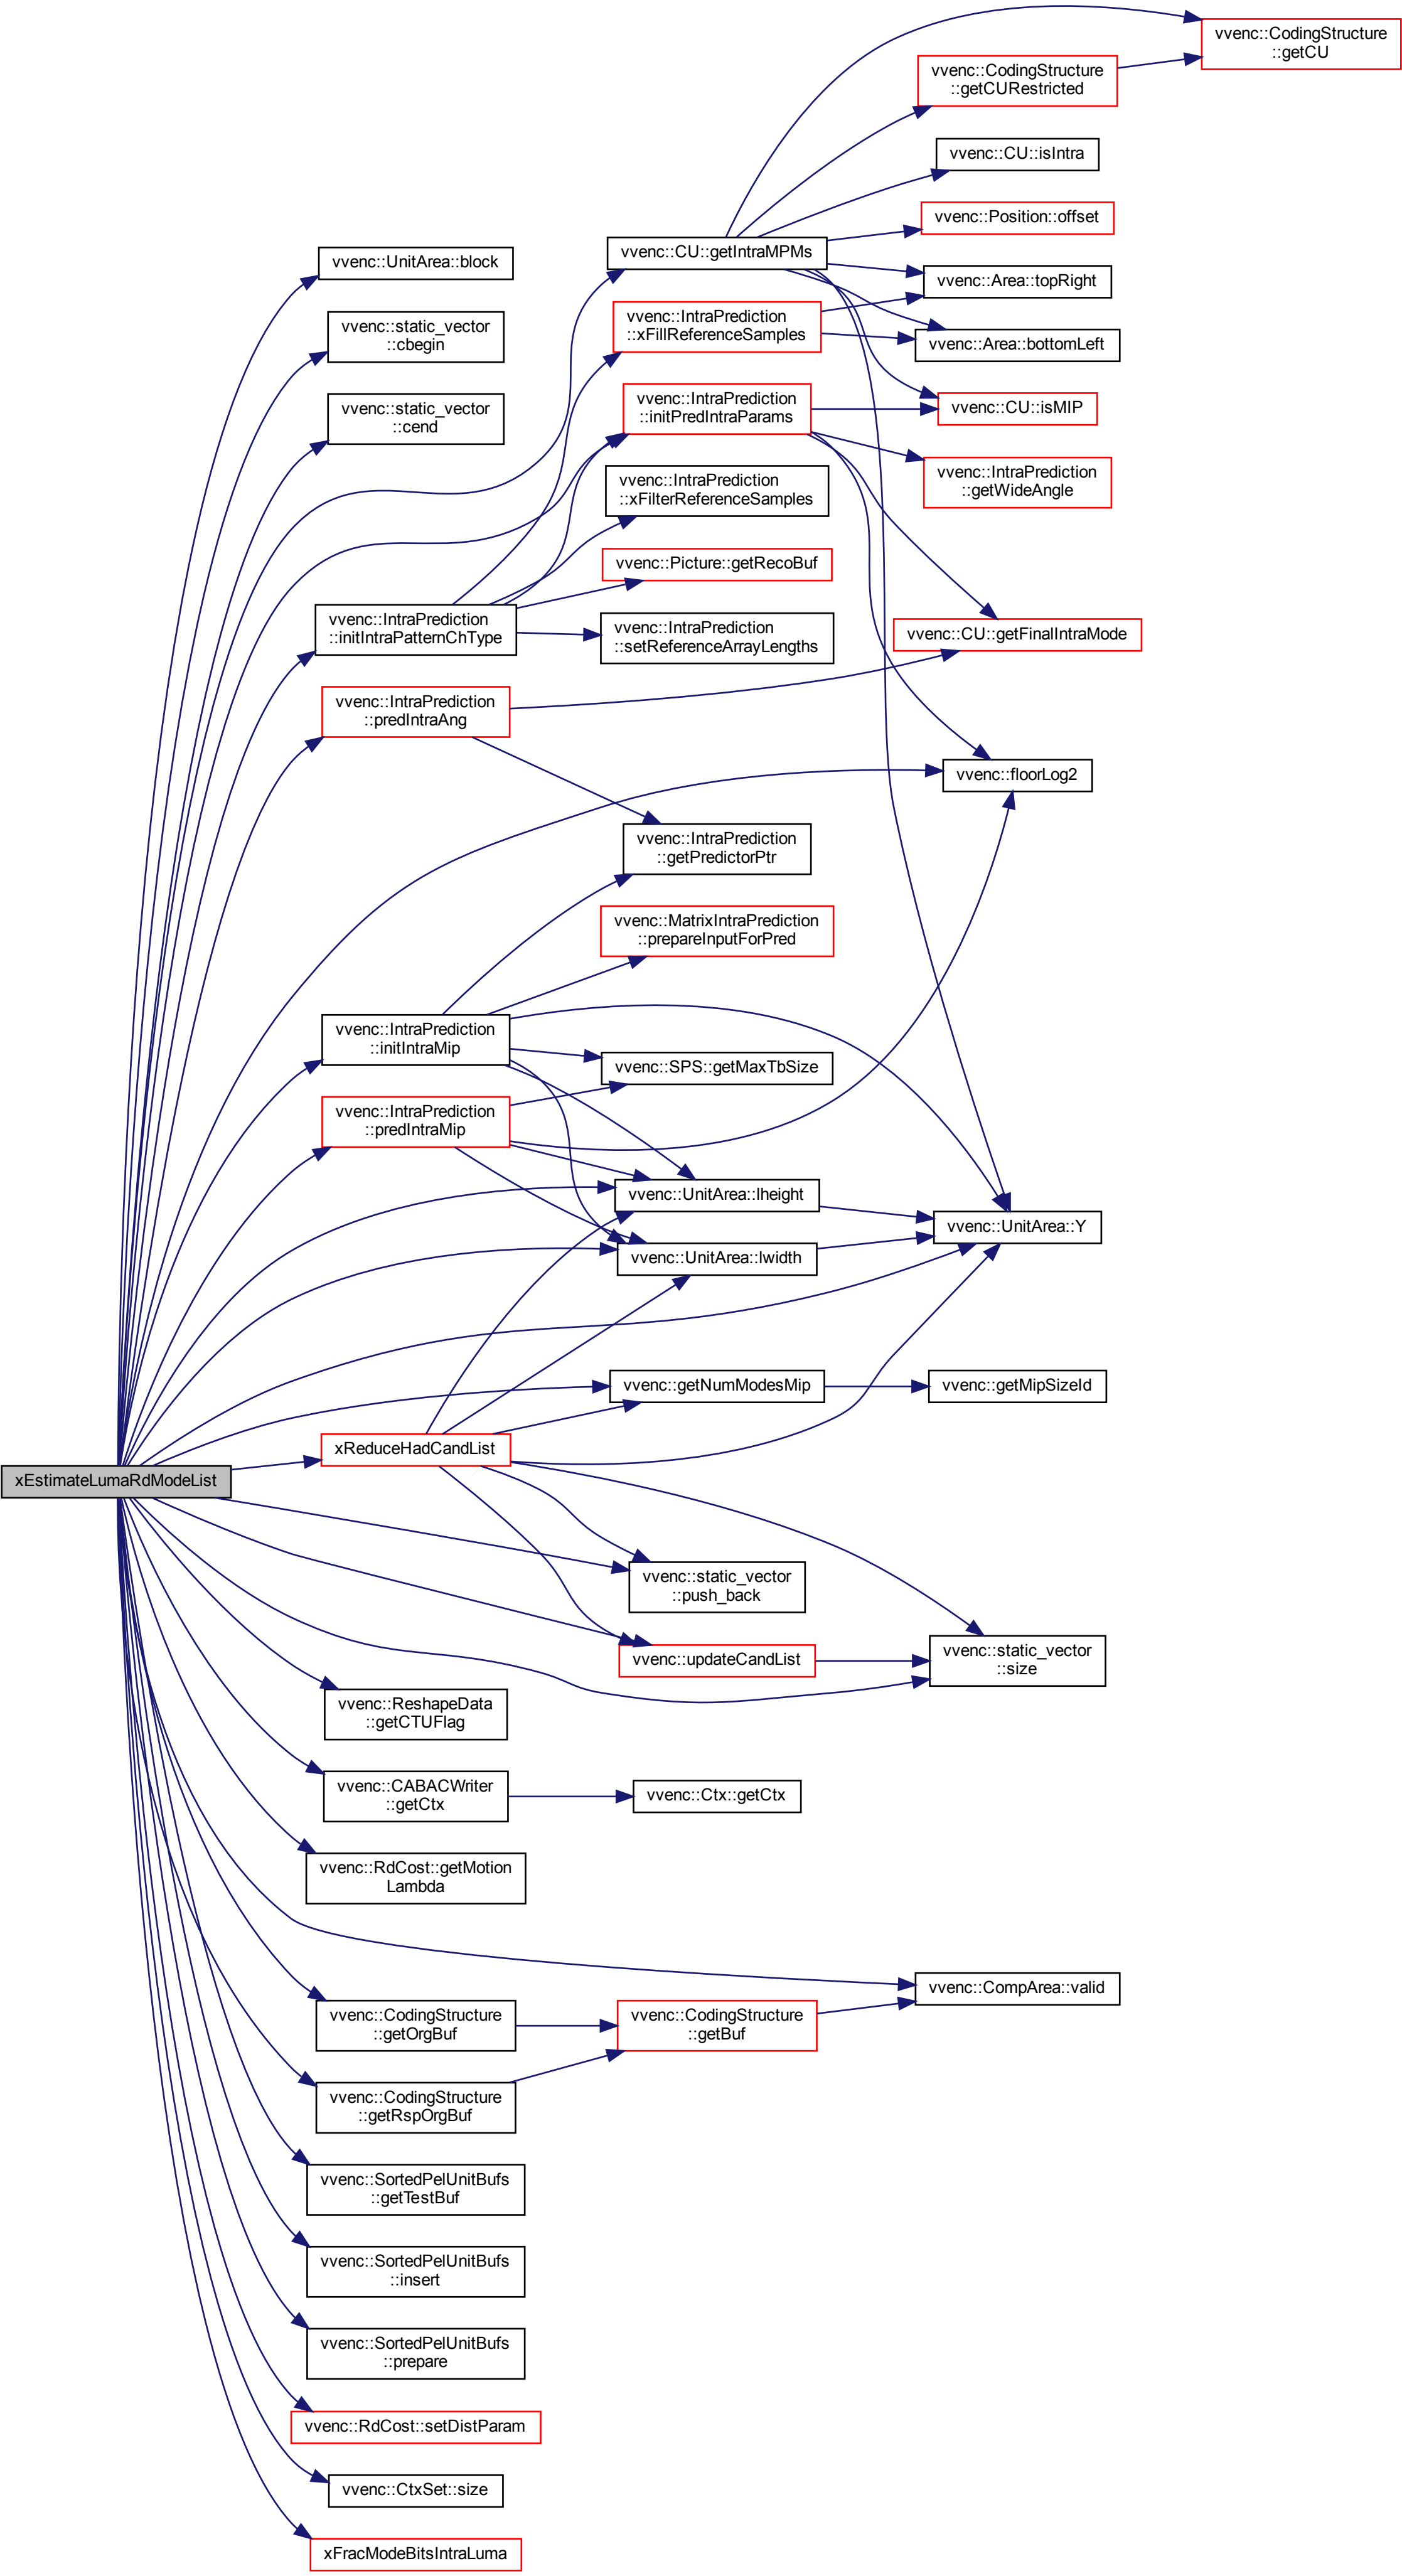 xEstimateLumaRdModeList
vvenc::UnitArea::block
vvenc::static_vector
::cbegin
vvenc::static_vector
::cend
vvenc::CU::getIntraMPMs
vvenc::CodingStructure
::getCU
vvenc::CodingStructure
::getCURestricted
vvenc::CU::isIntra
vvenc::Position::offset
vvenc::Area::topRight
vvenc::Area::bottomLeft
vvenc::CU::isMIP
vvenc::IntraPrediction
::xFillReferenceSamples
vvenc::IntraPrediction
::initPredIntraParams
vvenc::IntraPrediction
::getWideAngle
vvenc::IntraPrediction
::xFilterReferenceSamples
vvenc::Picture::getRecoBuf
vvenc::IntraPrediction
::initIntraPatternChType
vvenc::IntraPrediction
::setReferenceArrayLengths
vvenc::CU::getFinalIntraMode
vvenc::IntraPrediction
::predIntraAng
vvenc::floorLog2
vvenc::IntraPrediction
::getPredictorPtr
vvenc::MatrixIntraPrediction
::prepareInputForPred
vvenc::IntraPrediction
::initIntraMip
vvenc::SPS::getMaxTbSize
vvenc::IntraPrediction
::predIntraMip
vvenc::UnitArea::lheight
vvenc::UnitArea::Y
vvenc::UnitArea::lwidth
vvenc::getNumModesMip
vvenc::getMipSizeId
xReduceHadCandList
vvenc::static_vector
::push_back
vvenc::updateCandList
vvenc::static_vector
::size
vvenc::ReshapeData
::getCTUFlag
vvenc::CABACWriter
::getCtx
vvenc::Ctx::getCtx
vvenc::RdCost::getMotion
Lambda
vvenc::CompArea::valid
vvenc::CodingStructure
::getOrgBuf
vvenc::CodingStructure
::getBuf
vvenc::CodingStructure
::getRspOrgBuf
vvenc::SortedPelUnitBufs
::getTestBuf
vvenc::SortedPelUnitBufs
::insert
vvenc::SortedPelUnitBufs
::prepare
vvenc::RdCost::setDistParam
vvenc::CtxSet::size
xFracModeBitsIntraLuma